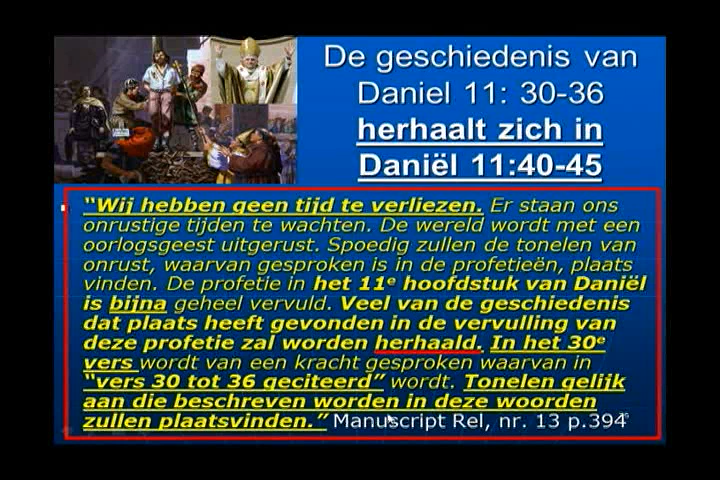 De geschiedenis van
Daniel 11: 30-36
herhaalt zich in
Daniël 11:40-45
“Wij hebben geen tijd te verliezen. Er staan ons
onrustige tijden te wachten. De wereld wordt met een
oorlogsgeest uitgerust. Spoedig zullen de tonelen van
onrust, waarvan gesproken is in de profetieën, plaats
vinden. De profetie in het 11e hoofdstuk van Daniël
is bijna geheel vervuld. Veel van de geschiedenis
dat plaats heeft gevonden in de vervulling van
deze profetie zal worden herhaald. In het 30e
vers wordt van een kracht gesproken waarvan in
“vers 30 tot 36 geciteerd” wordt. Tonelen gelijk
aan die beschreven worden in deze woorden
zullen plaatsvinden.” Manuscript Rel, nr. 13 p.394